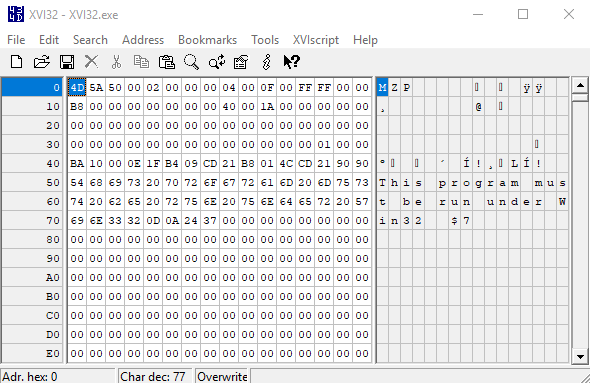 XVI32 - XVI32.exe
File Edit Search Address Bookmarks Tools XVIscript Help
0 4D 5A 50 00 02 00 00 00 04 00 0F 00 FF FF 00 00 M Z P ÿ ÿ
10 B8 00 00 00 00 00 00 00 40 00 1A 00 00 00 00 00 ¸ @
20 00 00 00 00 00 00 00 00 00 00 00 00 00 00 00 00
30 00 00 00 00 00 00 00 00 00 00 00 00 00 01 00 00
40 BA 10 00 0E 1F B4 09 CD 21 B8 01 4C CD 21 90 90 º ´ Í ! ¸ L Í !
50 54 68 69 73 20 70 72 6F 67 72 61 6D 20 6D 75 73 T h i s p r o g r a m m u s
60 74 20 62 65 20 72 75 6E 20 75 6E 64 65 72 20 57 t b e r u n u n d e r W
70 69 6E 33 32 0D 0A 24 37 00 00 00 00 00 00 00 00 i n 3 2 $ 7
80 00 00 00 00 00 00 00 00 00 00 00 00 00 00 00 00
90 00 00 00 00 00 00 00 00 00 00 00 00 00 00 00 00
A0 00 00 00 00 00 00 00 00 00 00 00 00 00 00 00 00
B0 00 00 00 00 00 00 00 00 00 00 00 00 00 00 00 00
C0 00 00 00 00 00 00 00 00 00 00 00 00 00 00 00 00
D0 00 00 00 00 00 00 00 00 00 00 00 00 00 00 00 00
E0 00 00 00 00 00 00 00 00 00 00 00 00 00 00 00 00
Adr. hex: 0 Char dec: 77 Overwrite